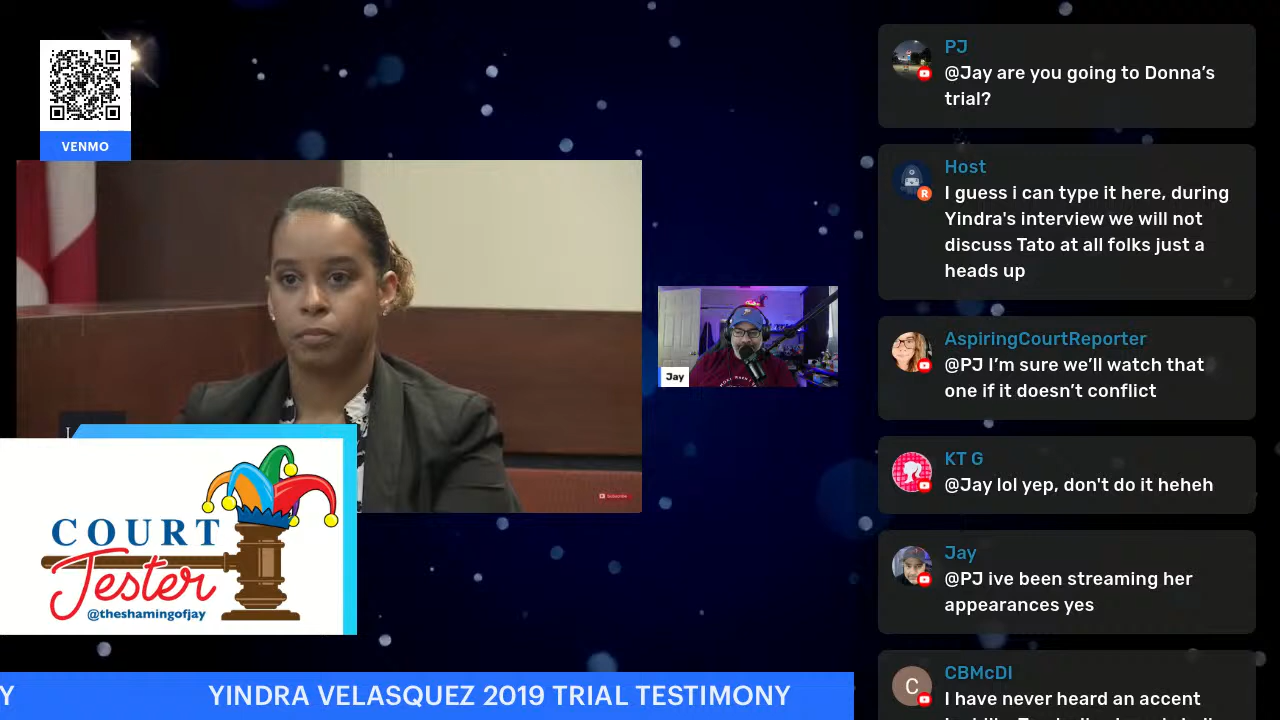 VENMO
Jay
Subscribe
COURT
Jester
@theshamingofjay
Y
YINDRA VELASQUEZ 2019 TRIAL TESTIMONY
PJ
@Jay are you going to Donna’s
trial?
Host
I guess i can type it here, during
Yindra's interview we will not
discuss Tato at all folks just a
heads up
AspiringCourtReporter
@PJ I’m sure we’ll watch that
one if it doesn’t conflict
KT G
@Jay lol yep, don't do it heheh
Jay
@PJ ive been streaming her
appearances yes
CBMcDI
I have never heard an accent